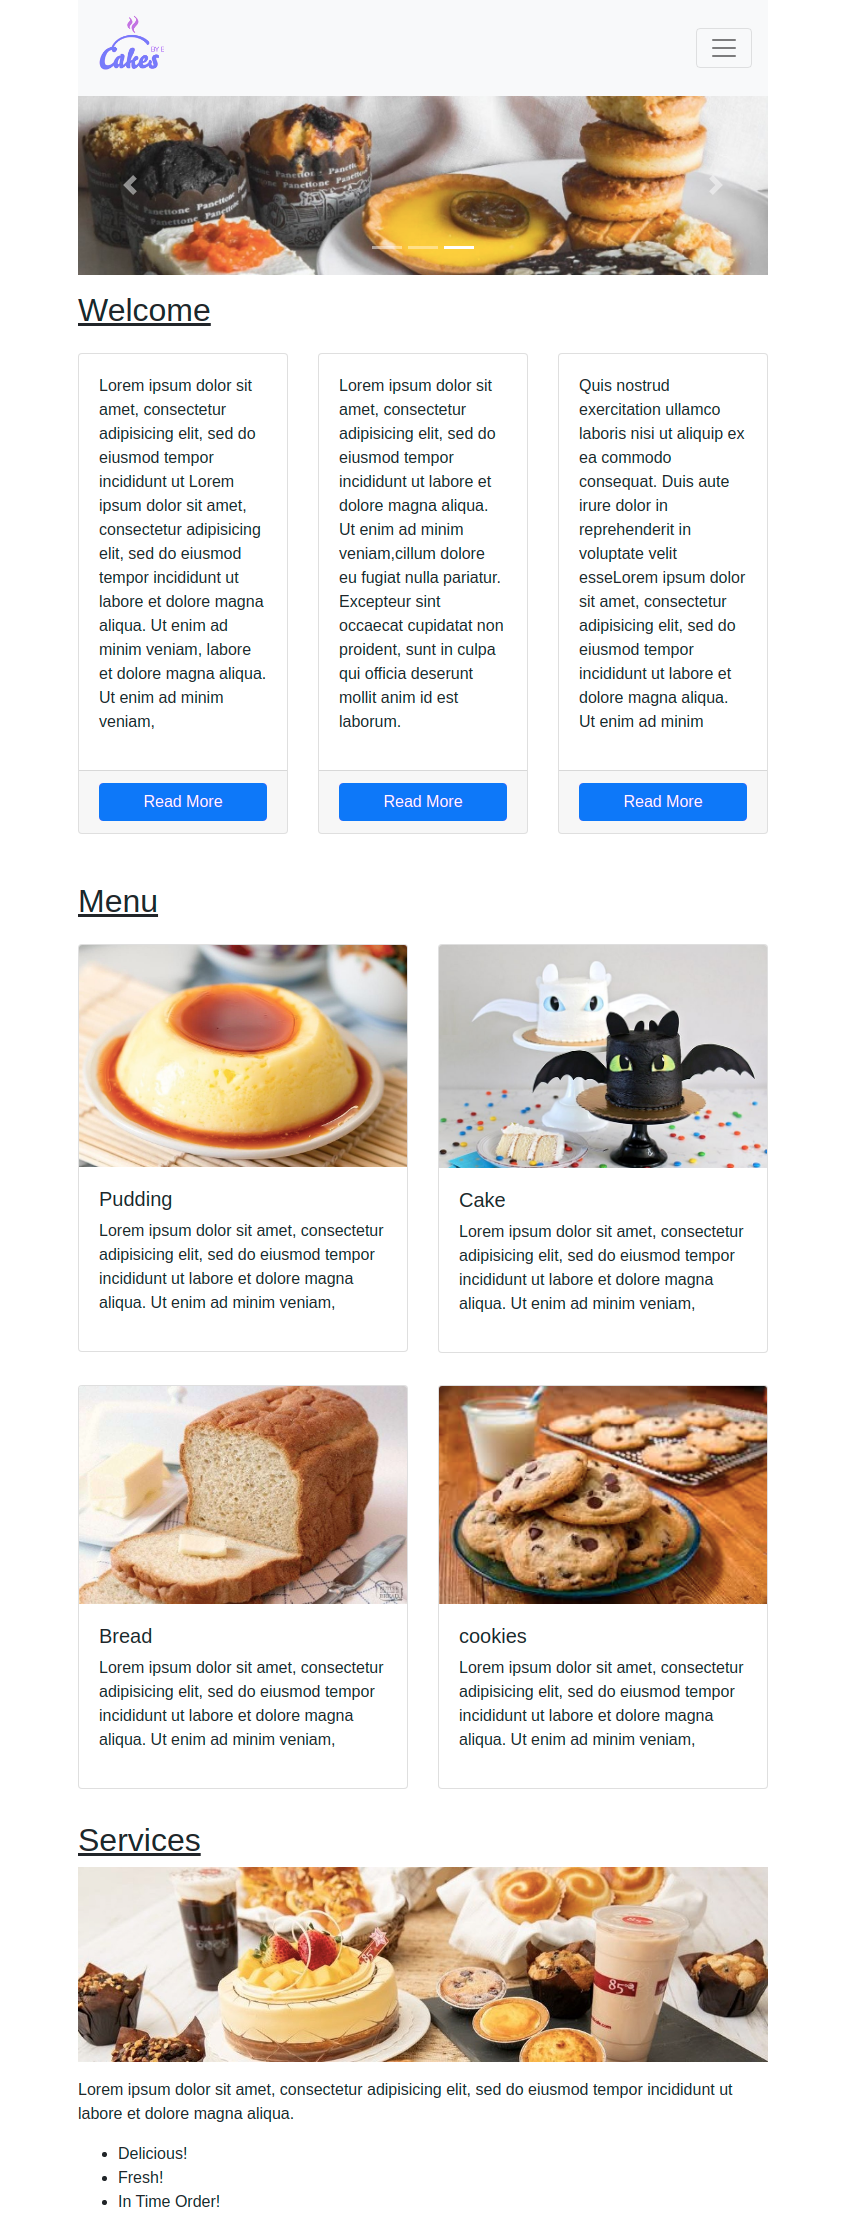 BY E
Cakes
Panettone Panettone Panettone
Panettone Panettone
Welcome
Lorem ipsum dolor sit
amet, consectetur
adipisicing elit, sed do
eiusmod tempor
incididunt ut Lorem
ipsum dolor sit amet,
consectetur adipisicing
elit, sed do eiusmod
tempor incididunt ut
labore et dolore magna
aliqua. Ut enim ad
minim veniam, labore
et dolore magna aliqua.
Ut enim ad minim
veniam,
Read More
Lorem ipsum dolor sit
amet, consectetur
adipisicing elit, sed do
eiusmod tempor
incididunt ut labore et
dolore magna aliqua.
Ut enim ad minim
veniam,cillum dolore
eu fugiat nulla pariatur.
Excepteur sint
occaecat cupidatat non
proident, sunt in culpa
qui officia deserunt
mollit anim id est
laborum.
Read More
Quis nostrud
exercitation ullamco
laboris nisi ut aliquip ex
ea commodo
consequat. Duis aute
irure dolor in
reprehenderit in
voluptate velit
esseLorem ipsum dolor
sit amet, consectetur
adipisicing elit, sed do
eiusmod tempor
incididunt ut labore et
dolore magna aliqua.
Ut enim ad minim
Read More
Menu
Pudding
Lorem ipsum dolor sit amet, consectetur
adipisicing elit, sed do eiusmod tempor
incididunt ut labore et dolore magna
aliqua. Ut enim ad minim veniam,
Cake
Lorem ipsum dolor sit amet, consectetur
adipisicing elit, sed do eiusmod tempor
incididunt ut labore et dolore magna
aliqua. Ut enim ad minim veniam,
Bread
Lorem ipsum dolor sit amet, consectetur
adipisicing elit, sed do eiusmod tempor
incididunt ut labore et dolore magna
aliqua. Ut enim ad minim veniam,
cookies
Lorem ipsum dolor sit amet, consectetur
adipisicing elit, sed do eiusmod tempor
incididunt ut labore et dolore magna
aliqua. Ut enim ad minim veniam,
Services
85
85
Lorem ipsum dolor sit amet, consectetur adipisicing elit, sed do eiusmod tempor incididunt ut
labore et dolore magna aliqua.
Delicious!
Fresh!
In Time Order!